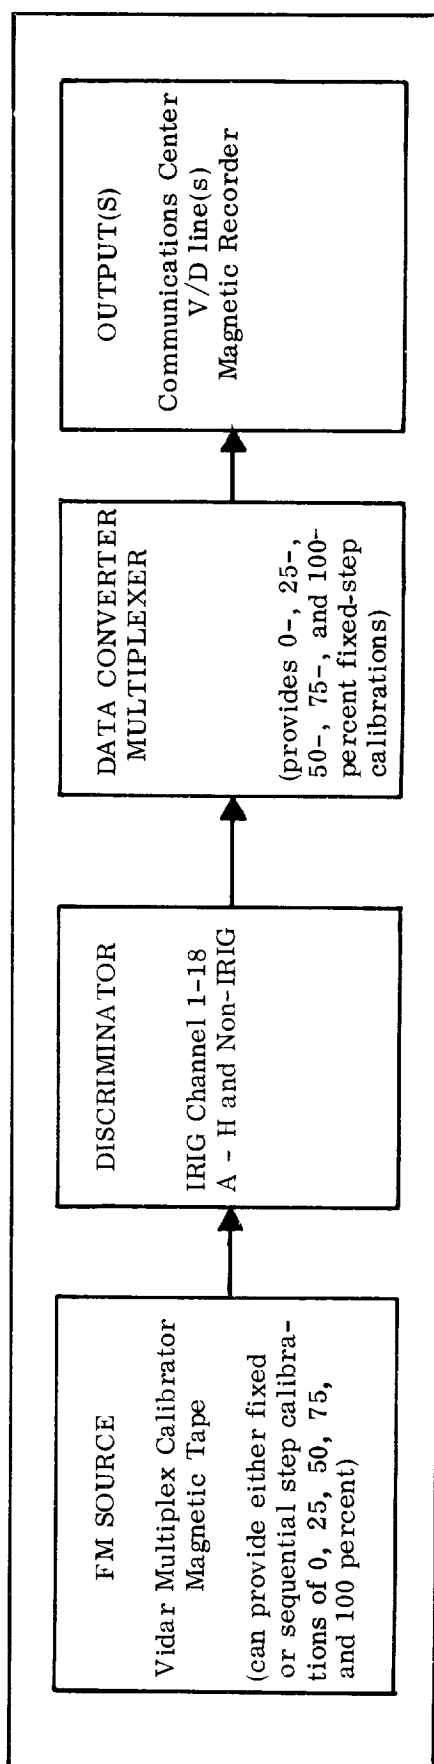 FM SOURCE
Vidar Multiplex Calibrator
Magnetic Tape
(can provide either fixed
or sequential step calibra-
tions of 0, 25, 50, 75,
and 100 percent)
DISCRIMINATOR
IRIG Channel 1-18
A - H and Non-IRIG
DATA CONVERTER
MULTIPLEXER
(provides 0-, 25-,
50-, 75-, and 100-
percent fixed-step
calibrations)
OUTPUT(S)
Communications Center
V/D line(s)
Magnetic Recorder